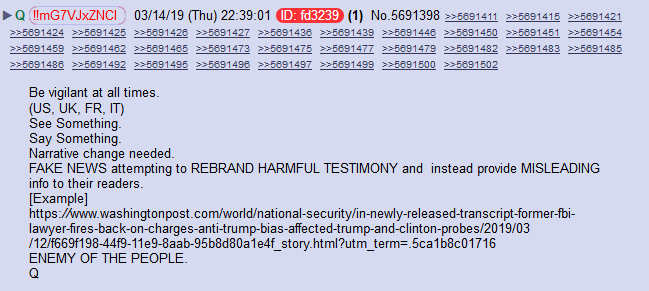 ▶ Q !!mG7VJxZNCI 03/14/19 (Thu) 22:39:01 ID: fd3239 (1) No.5691398 >>5691411 >>5691415 >>5691421
>>5691424 >>5691425 >>5691426 >>5691427 >>5691436 >>5691439 >>5691446 >>5691450 >>5691451 >>5691454
>>5691459 >>5691462 >>5691465 >>5691473 >>5691475 >>5691477 >>5691480 >>5691482 >>5691483 >>5691485
>>5691486 >>5691492 >>5691495 >>5691496 >>5691497 >>5691499 >>5691500 >>5691502
Be vigilant at all times.
(US, UK, FR, IT)
See Something.
Say Something.
Narrative change needed.
FAKE NEWS attempting to REBRAND HARMFUL TESTIMONY and instead provide MISLEADING
info to their readers.
[Example]
https://www.washingtonpost.com/world/national-security/in-newly-released-transcript-former-fbi-
lawyer-fires-back-on-charges-anti-trump-bias-affected-trump-and-clinton-probes/2019/03
/12/f669f198-44f9-11e9-8aab-95b8d80a1e4f_story.html?utm_term=.5ca1b8c01716
ENEMY OF THE PEOPLE.
Q